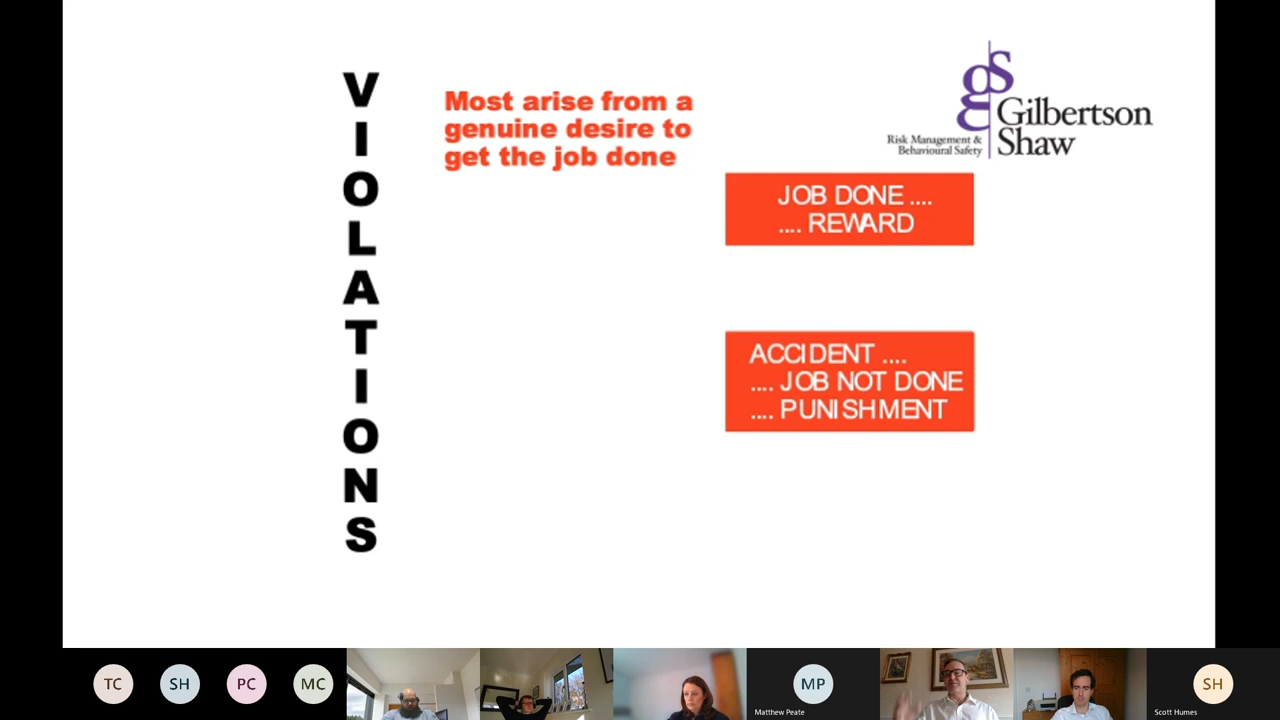 VIOLATIONS
Most arise from a
genuine desire to
get the job done
gs
Gilbertson
Shaw
Risk Management &
Behavioural Safety
JOB DONE ....
.... REWARD
ACCIDENT ....
.... JOB NOT DONE
.... PUNISHMENT
TC
SH
PC
MC
MP
Matthew Peate
SH
Scott Humes